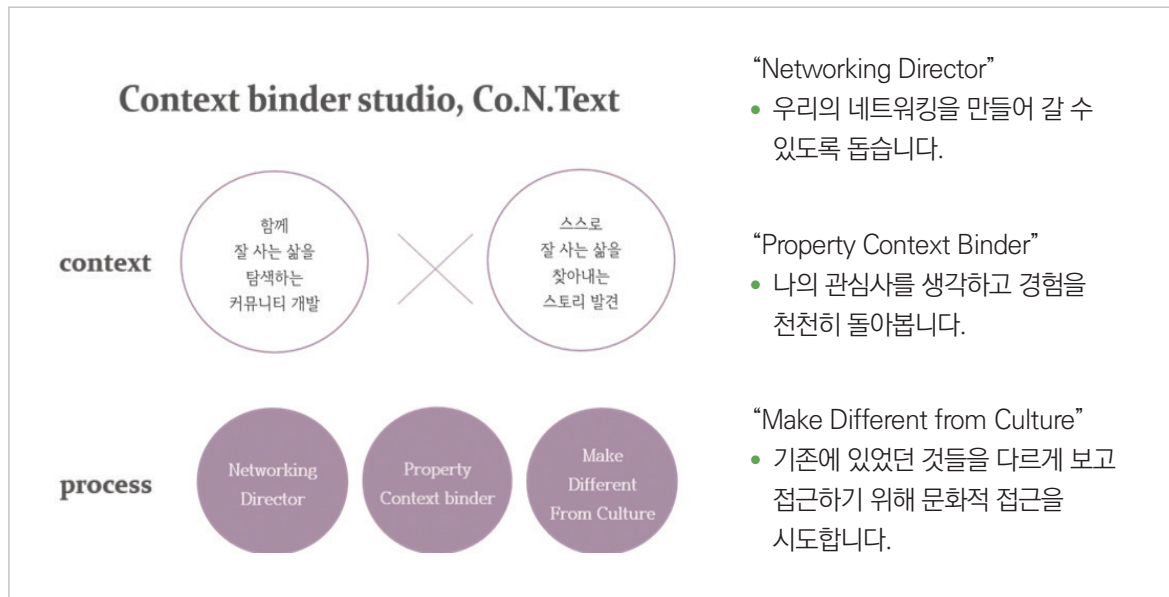 Context binder studio, Co.N.Text
context
함께
잘 사는 삶을
탐색하는
커뮤니티 개발
스스로
잘 사는 삶을
찾아내는
스토리 발견
process
Networking
Director
Property
Context binder
Make
Different
From Culture
“Networking Director”
• 우리의 네트워킹을 만들어 갈 수
있도록 돕습니다.
“Property Context Binder”
• 나의 관심사를 생각하고 경험을
천천히 돌아봅니다.
“Make Different from Culture”
• 기존에 있었던 것들을 다르게 보고
접근하기 위해 문화적 접근을
시도합니다.